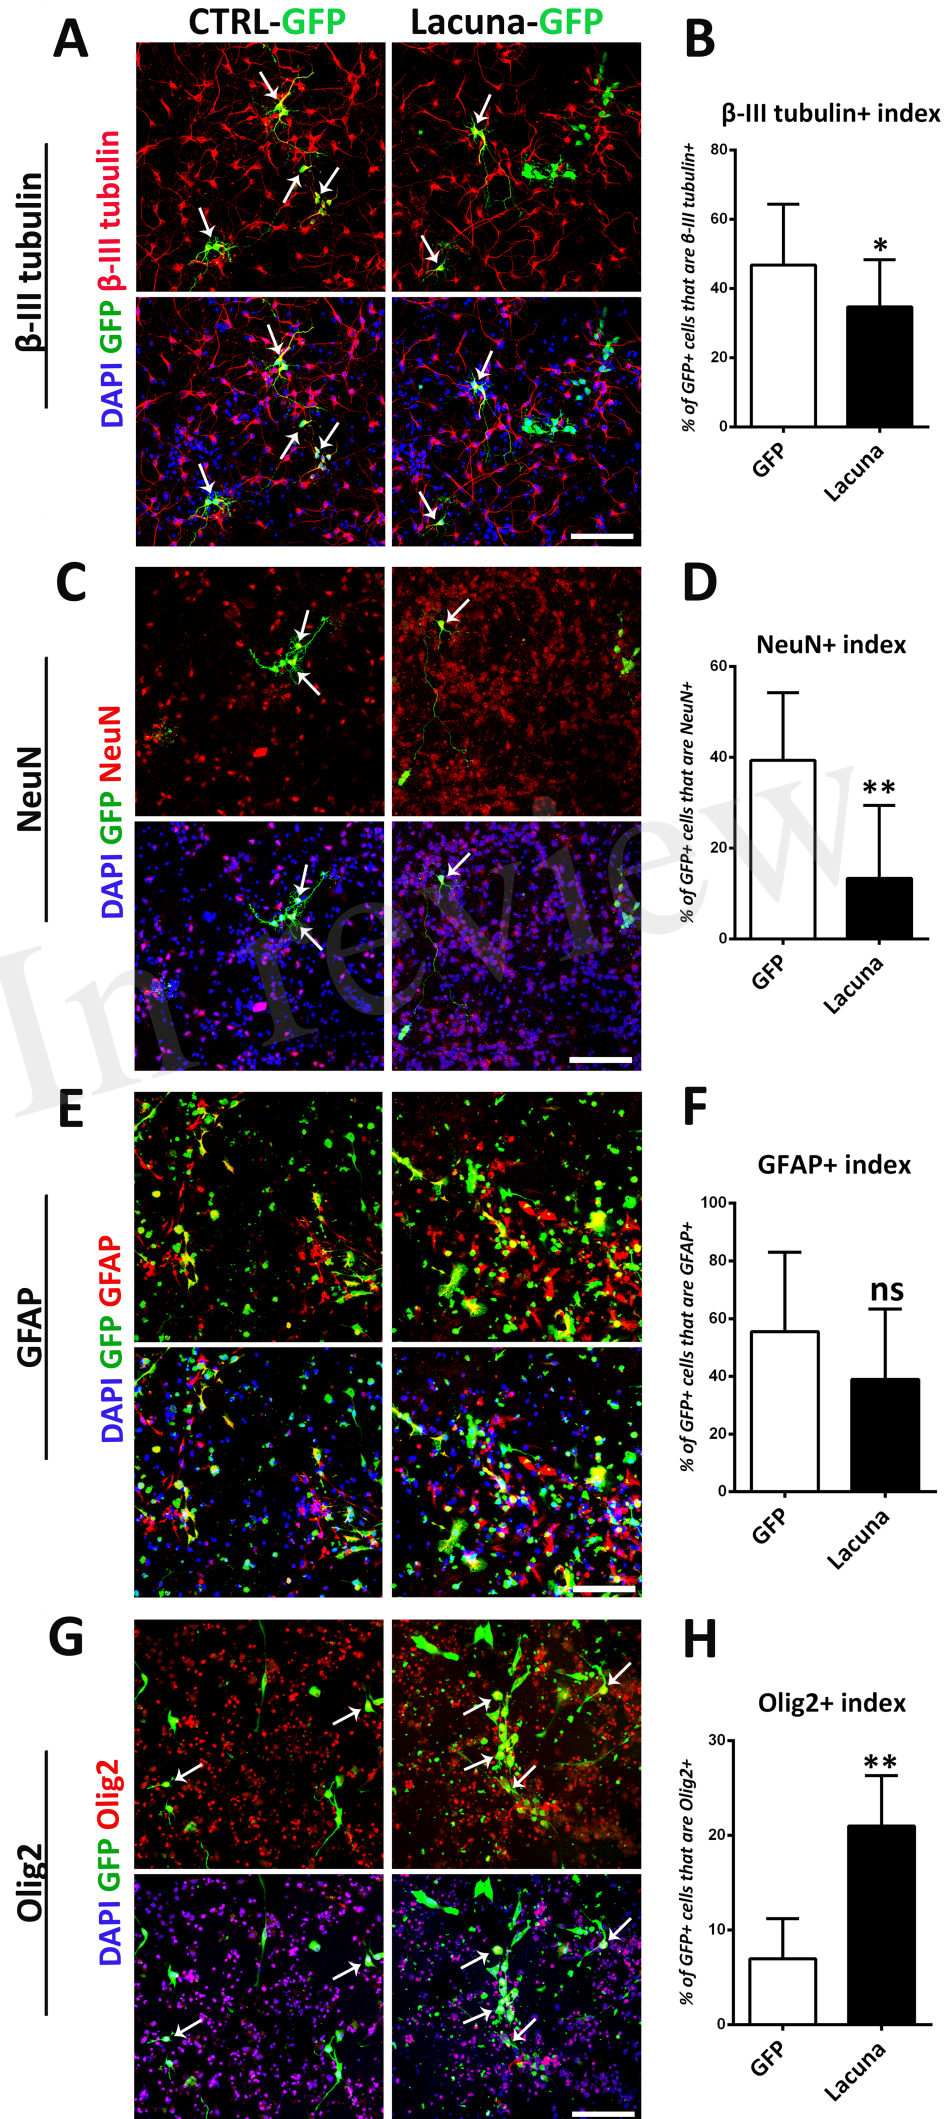 CTRL-GFP
Lacuna-GFP
A
β-III tubulin
DAPI GFP β-III tubulin
B
β-III tubulin+ index
% of GFP+ cells that are β-III tubulin+
80
60
40
20
0
GFP
Lacuna
*
C
NeuN
DAPI GFP NeuN
D
NeuN+ index
% of GFP+ cells that are NeuN+
60
40
20
0
GFP
Lacuna
**
E
GFAP
DAPI GFP GFAP
F
GFAP+ index
% of GFP+ cells that are GFAP+
100
80
60
40
20
0
GFP
Lacuna
ns
G
Olig2
DAPI GFP Olig2
H
Olig2+ index
% of GFP+ cells that are Olig2+
30
20
10
0
GFP
Lacuna
**
In review